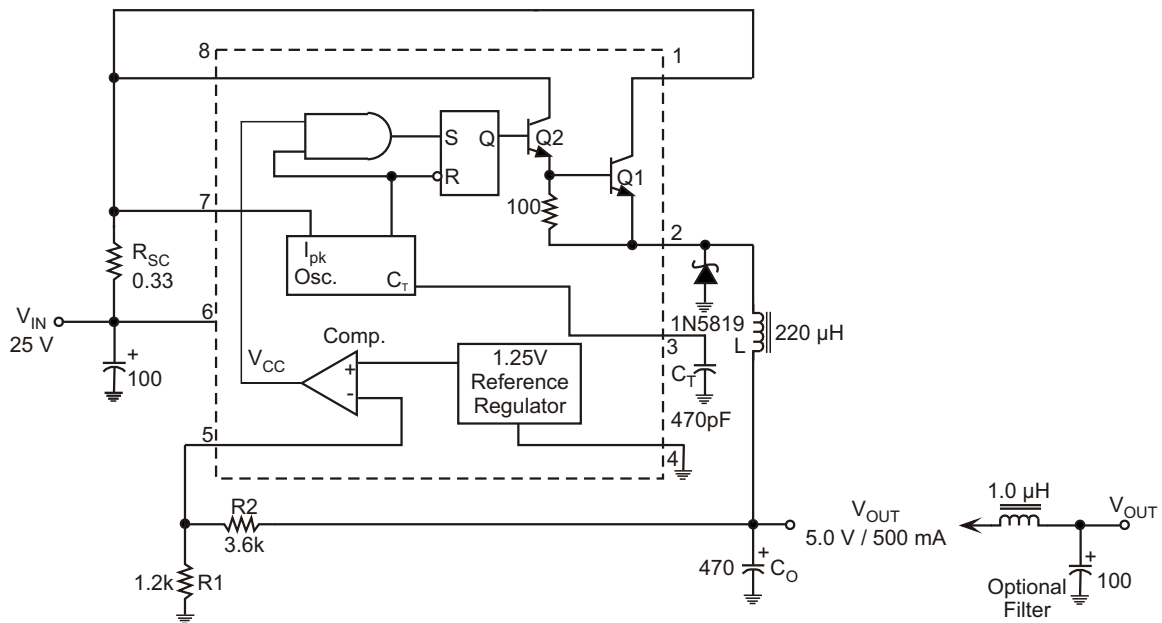 8
1
S
Q
Q2
R
Q1
7
100
2
R_SC
0.33
I_pk
Osc.
C_T
V_IN
25 V
6
1N5819
L
220 µH
3
+
100
V_CC
Comp.
+
-
1.25V
Reference
Regulator
C_T
470pF
5
4
R2
3.6k
1.2k
R1
V_OUT
5.0 V / 500 mA
470
+
C_O
1.0 µH
V_OUT
+
100
Optional
Filter